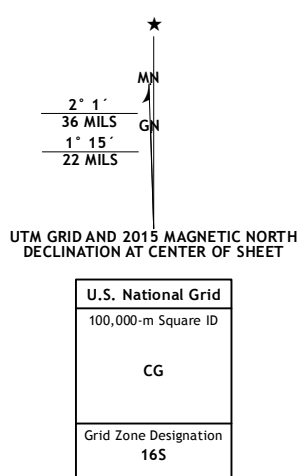 ★
MN
2° 1´
36 MILS
GN
1° 15´
22 MILS
UTM GRID AND 2015 MAGNETIC NORTH
DECLINATION AT CENTER OF SHEET
U.S. National Grid
100,000-m Square ID
CG
Grid Zone Designation
16S